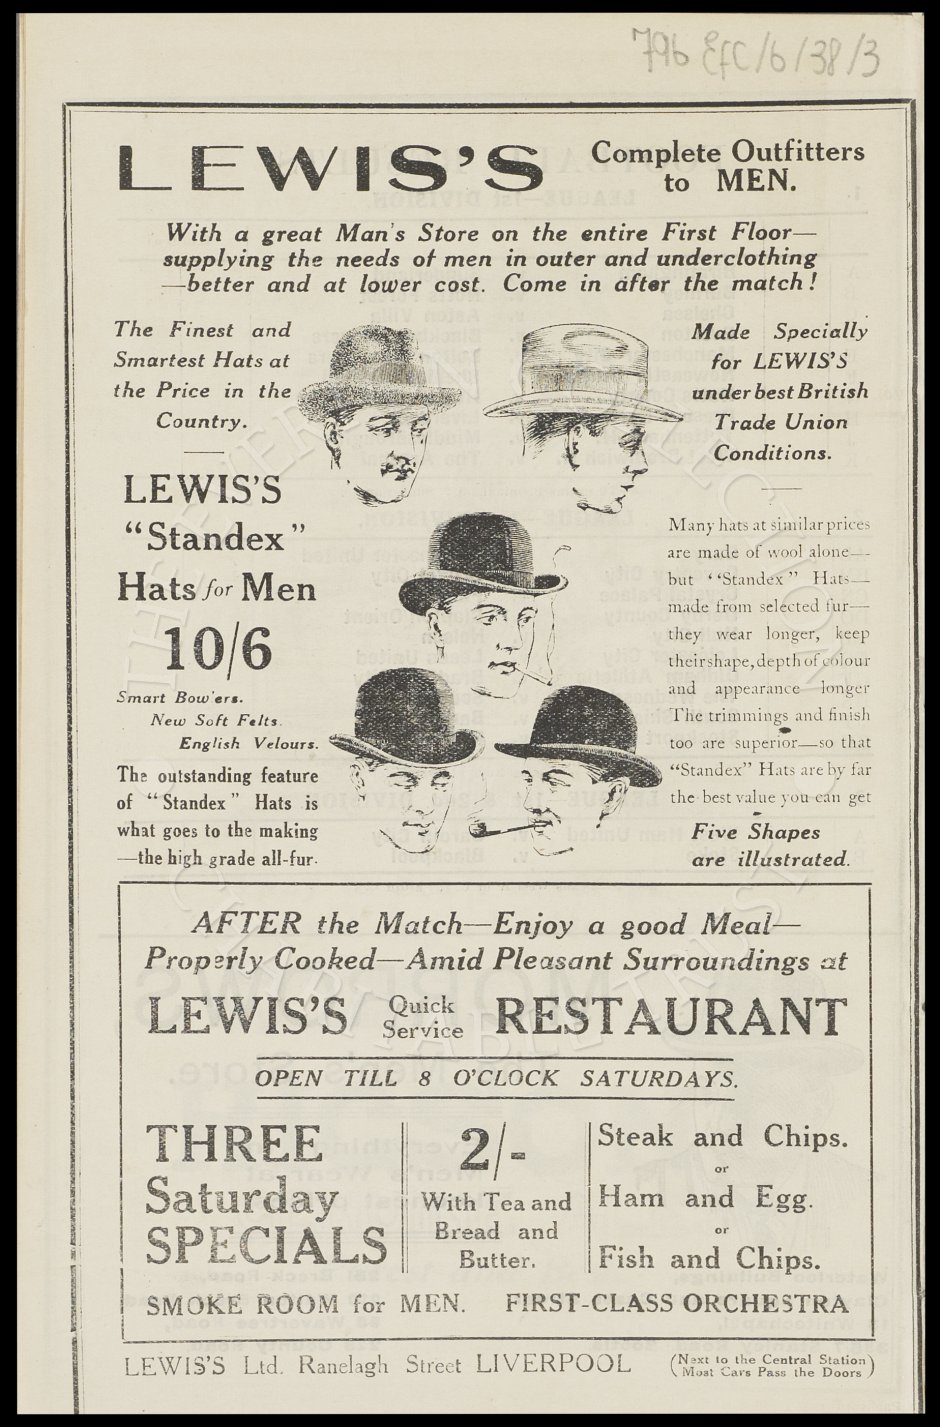 796 EFC/6/38/3
LEWIS'S
Complete Outfitters
to MEN.
With a great Man's Store on the entire First Floor—
supplying the needs of men in outer and underclothing
—better and at lower cost. Come in after the match!
The Finest and
Smartest Hats at
the Price in the
Country.
Made Specially
for LEWIS'S
under best British
Trade Union
Conditions.
LEWIS'S
"Standex"
Hats for Men
10/6
Smart Bow'ers.
New Soft Felts.
English Velours.
The outstanding feature
of "Standex" Hats is
what goes to the making
—the high grade all-fur.
Many hats at similar prices
are made of wool alone—
but "Standex" Hats—
made from selected fur—
they wear longer, keep
their shape, depth of colour
and appearance longer
The trimmings and finish
too are superior—so that
"Standex" Hats are by far
the best value you can get
Five Shapes
are illustrated.
AFTER the Match—Enjoy a good Meal—
Properly Cooked—Amid Pleasant Surroundings at
LEWIS'S Quick Service RESTAURANT
OPEN TILL 8 O'CLOCK SATURDAYS.
THREE
Saturday
SPECIALS
2/-
With Tea and
Bread and
Butter.
Steak and Chips.
or
Ham and Egg.
or
Fish and Chips.
SMOKE ROOM for MEN. FIRST-CLASS ORCHESTRA
LEWIS'S Ltd. Ranelagh Street LIVERPOOL (Next to the Central Station)
(Most Cars Pass the Doors)